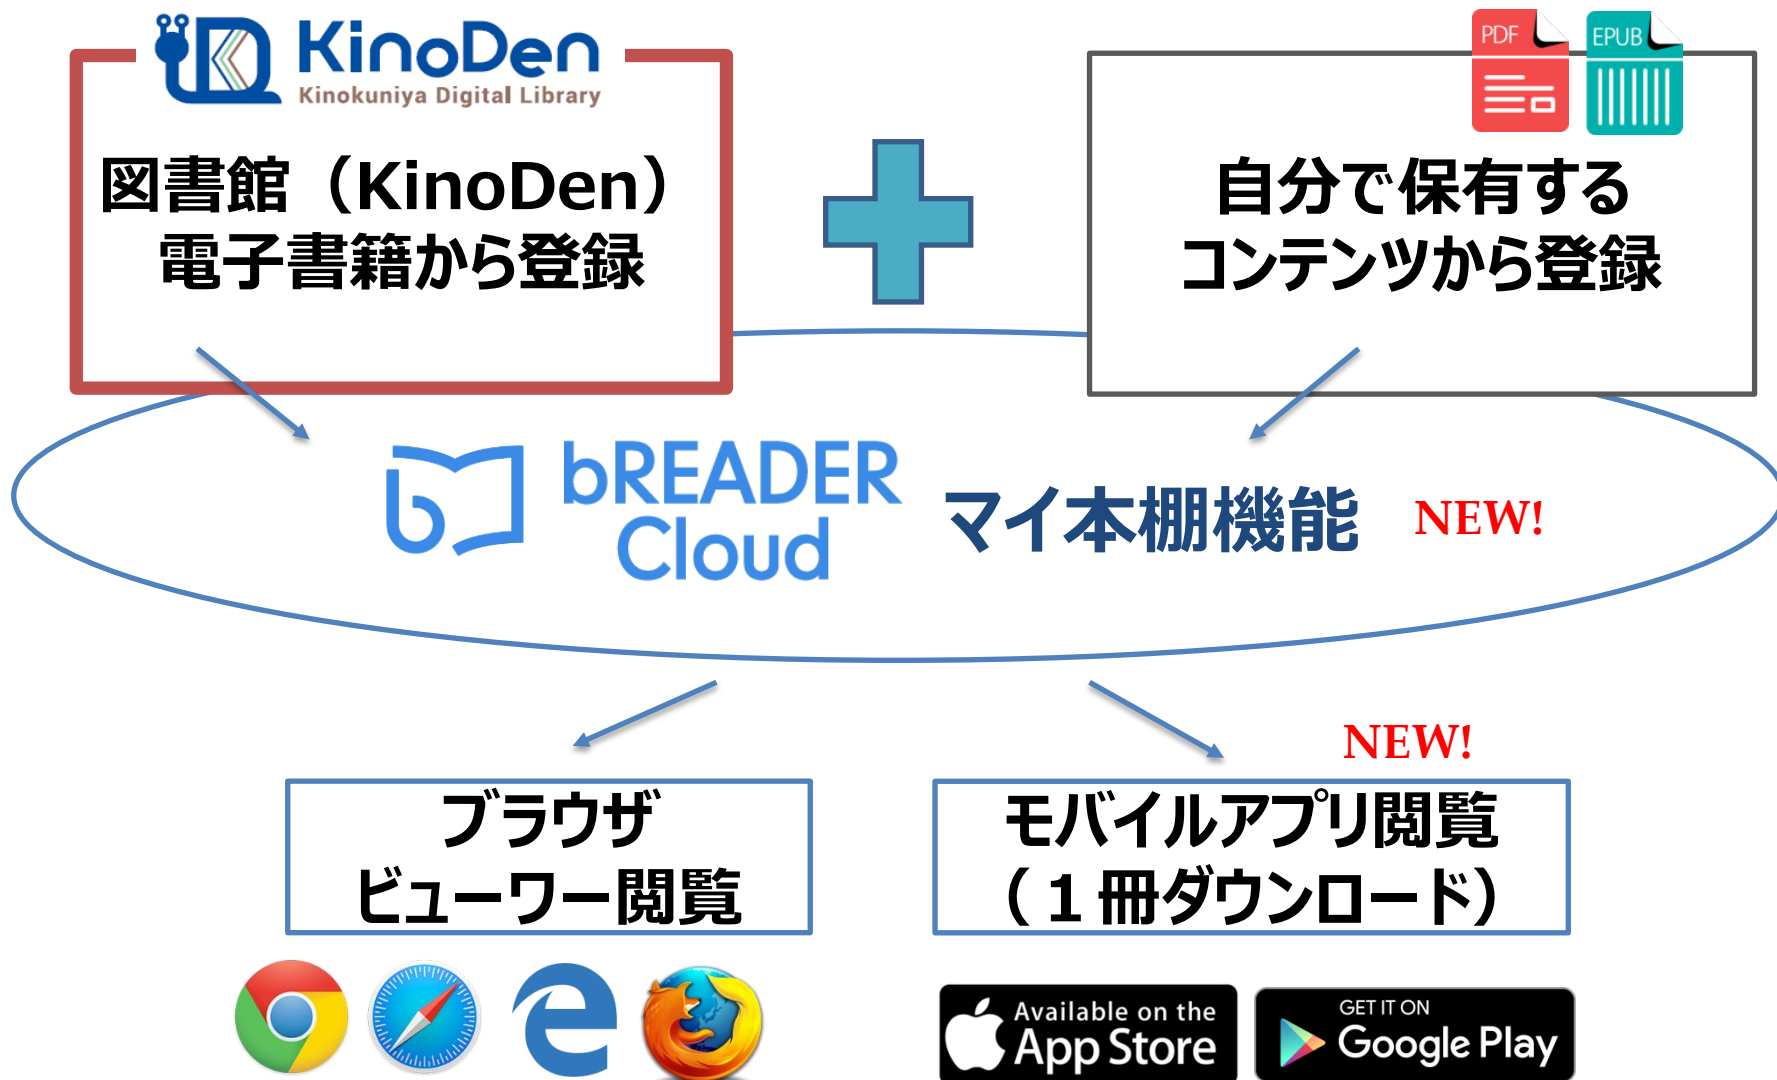 KinoDen
Kinokuniya Digital Library
図書館（KinoDen）
電子書籍から登録
PDF
EPUB
自分で保有する
コンテンツから登録
bREADER
Cloud
マイ本棚機能
NEW!
NEW!
ブラウザ
ビューワー閲覧
モバイルアプリ閲覧
（１冊ダウンロード）
Available on the
App Store
GET IT ON
Google Play